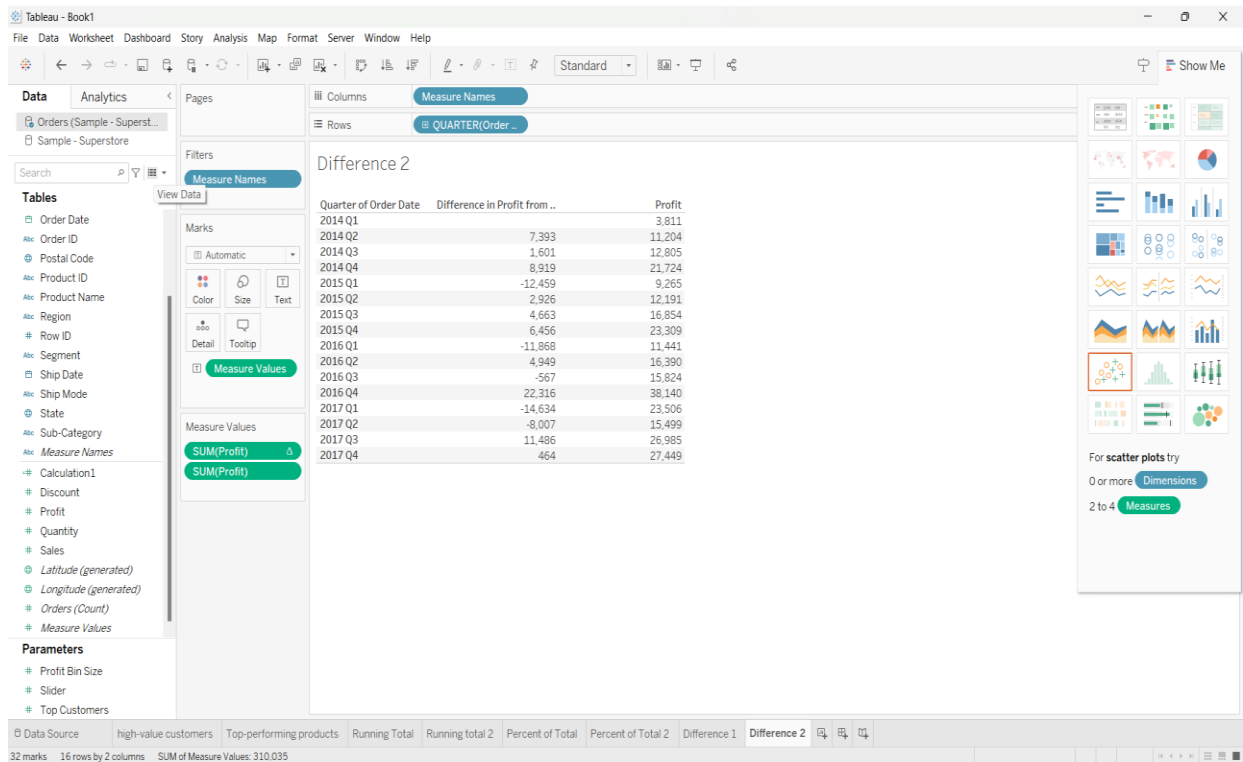 Tableau - Book1
File Data Worksheet Dashboard Story Analysis Map Format Server Window Help
Standard
Show Me
Data Analytics
Orders (Sample - Superst...
Sample - Superstore
Search
View Data
Tables
Order Date
Abc Order ID
Postal Code
Abc Product ID
Abc Product Name
Abc Region
# Row ID
Abc Segment
Ship Date
Abc Ship Mode
State
Abc Sub-Category
Abc Measure Names
=# Calculation1
# Discount
# Profit
# Quantity
# Sales
Latitude (generated)
Longitude (generated)
# Orders (Count)
# Measure Values
Parameters
# Profit Bin Size
# Slider
# Top Customers
Pages
Filters
Measure Names
Marks
Automatic
Color Size Text
Detail Tooltip
Measure Values
Measure Values
SUM(Profit) Δ
SUM(Profit)
Columns Measure Names
Rows QUARTER(Order ..
Difference 2
Quarter of Order Date Difference in Profit from .. Profit
2014 Q1 3,811
2014 Q2 7,393 11,204
2014 Q3 1,601 12,805
2014 Q4 8,919 21,724
2015 Q1 -12,459 9,265
2015 Q2 2,926 12,191
2015 Q3 4,663 16,854
2015 Q4 6,456 23,309
2016 Q1 -11,868 11,441
2016 Q2 4,949 16,390
2016 Q3 -567 15,824
2016 Q4 22,316 38,140
2017 Q1 -14,634 23,506
2017 Q2 -8,007 15,499
2017 Q3 11,486 26,985
2017 Q4 464 27,449
For scatter plots try
0 or more Dimensions
2 to 4 Measures
Data Source high-value customers Top-performing products Running Total Running total 2 Percent of Total Percent of Total 2 Difference 1 Difference 2
32 marks 16 rows by 2 columns SUM of Measure Values: 310,035